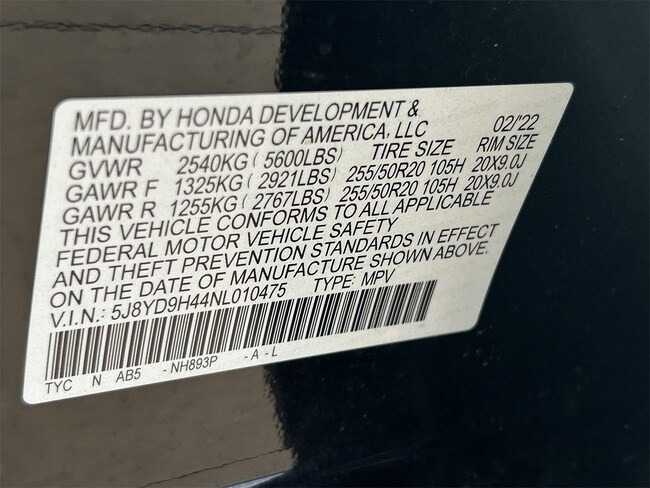 MFD. BY HONDA DEVELOPMENT &
MANUFACTURING OF AMERICA, LLC 02/'22
GVWR 2540KG ( 5600LBS) TIRE SIZE RIM SIZE
GAWR F 1325KG ( 2921LBS) 255/50R20 105H 20X9.0J
GAWR R 1255KG ( 2767LBS) 255/50R20 105H 20X9.0J
THIS VEHICLE CONFORMS TO ALL APPLICABLE
FEDERAL MOTOR VEHICLE SAFETY
AND THEFT PREVENTION STANDARDS IN EFFECT
ON THE DATE OF MANUFACTURE SHOWN ABOVE.
V.I.N.: 5J8YD9H44NL010475 TYPE: MPV
TYC N AB5 -NH893P -A-L